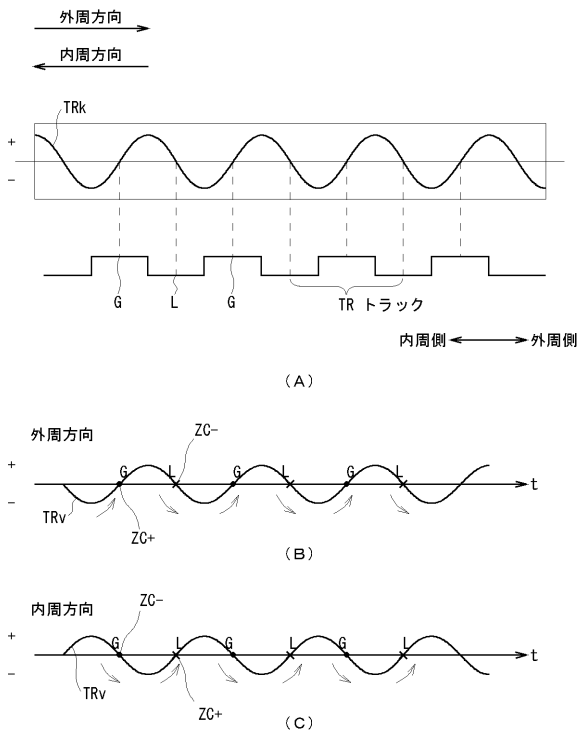 外周方向
内周方向
TRk
+
−
G L G TR トラック
内周側 外周側
(A)
外周方向
ZC-
+
G L G L G L
t
−
TRv
ZC+
(B)
内周方向
ZC-
+
G L G L G L
t
−
TRv
ZC+
(C)